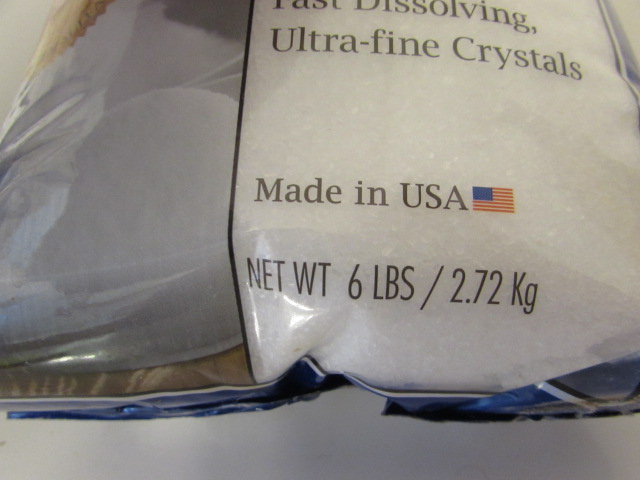 Fast Dissolving,
Ultra-fine Crystals
Made in USA
NET WT 6 LBS / 2.72 Kg